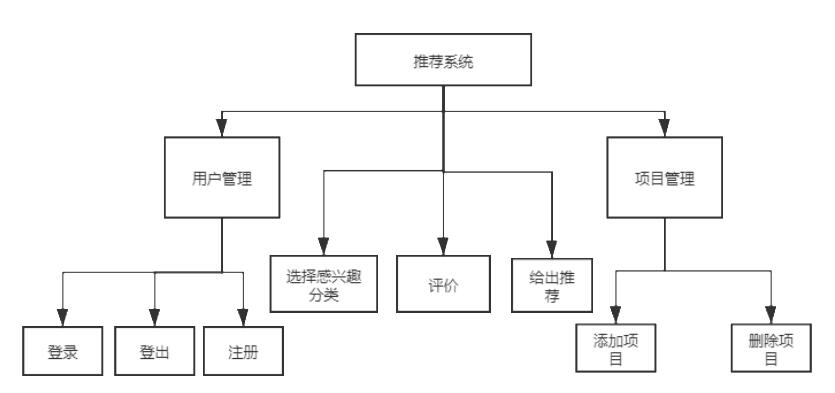 推荐系统
用户管理
项目管理
选择感兴趣
分类
评价
给出推
荐
登录
登出
注册
添加项
目
删除项
目